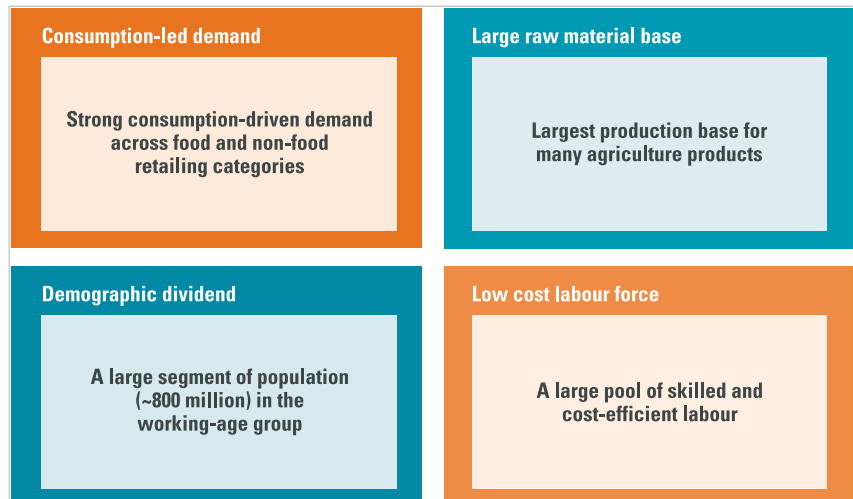 Consumption-led demand
Strong consumption-driven demand
across food and non-food
retailing categories
Large raw material base
Largest production base for
many agriculture products
Demographic dividend
A large segment of population
(~800 million) in the
working-age group
Low cost labour force
A large pool of skilled and
cost-efficient labour